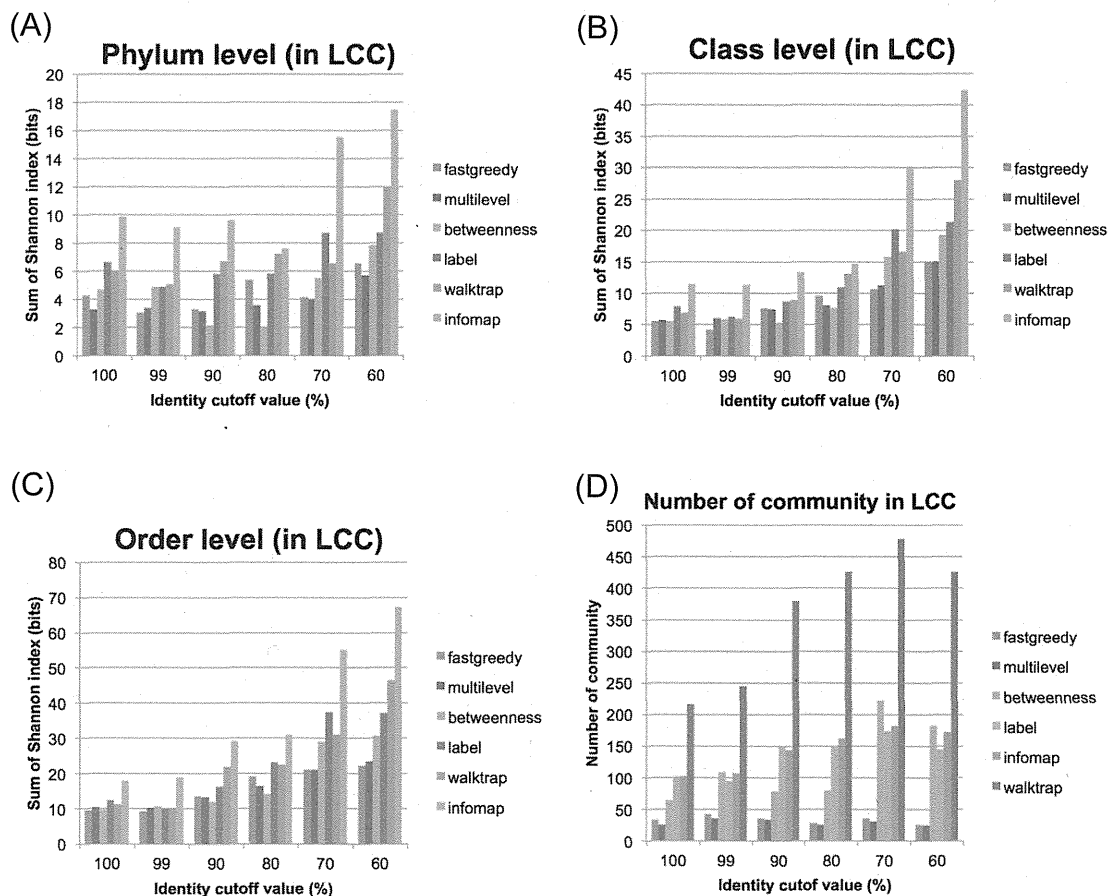 (A)
Phylum level (in LCC)
Sum of Shannon index (bits)
20
18
16
14
12
10
8
6
4
2
0
100 99 90 80 70 60
Identity cutoff value (%)
fastgreedy
multilevel
betweenness
label
walktrap
infomap
(B)
Class level (in LCC)
Sum of Shannon index (bits)
45
40
35
30
25
20
15
10
5
0
100 99 90 80 70 60
Identity cutoff value (%)
fastgreedy
multilevel
betweenness
label
walktrap
infomap
(C)
Order level (in LCC)
Sum of Shannon index (bits)
80
70
60
50
40
30
20
10
0
100 99 90 80 70 60
Identity cutoff value (%)
fastgreedy
multilevel
betweenness
label
walktrap
infomap
(D)
Number of community in LCC
Number of community
500
450
400
350
300
250
200
150
100
50
0
100 99 90 80 70 60
Identity cutof value (%)
fastgreedy
multilevel
betweenness
label
infomap
walktrap